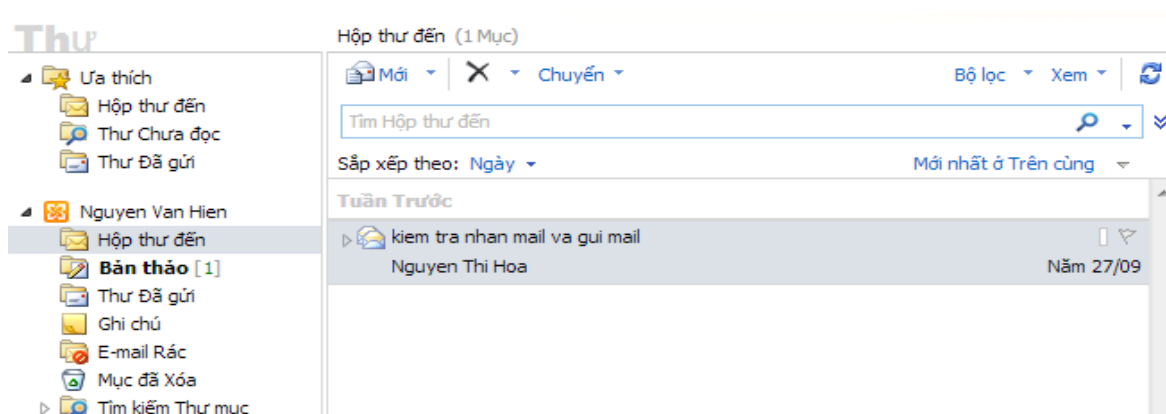 Thư
Ưa thích
Hộp thư đến
Thư Chưa đọc
Thư Đã gửi
Nguyen Van Hien
Hộp thư đến
Bản thảo [1]
Thư Đã gửi
Ghi chú
E-mail Rác
Mục đã Xóa
Tìm kiếm Thư mục
Hộp thư đến (1 Mục)
Mới Chuyển Bộ lọc Xem
Tìm Hộp thư đến
Sắp xếp theo: Ngày Mới nhất ở Trên cùng
Tuần Trước
kiem tra nhan mail va gui mail
Nguyen Thi Hoa Năm 27/09